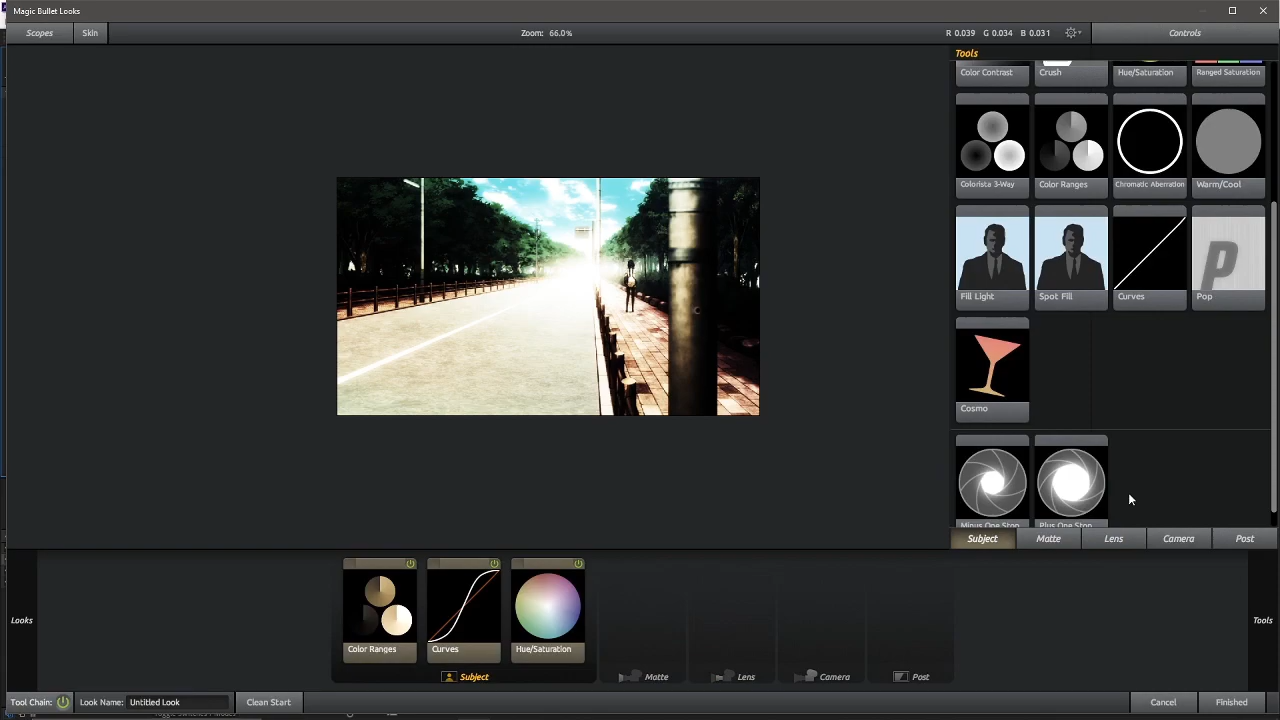 Magic Bullet Looks
Scopes Skin Zoom: 66.0% R 0.039 G 0.034 B 0.031 Controls
Tools
Color Contrast Crush Hue/Saturation Ranged Saturation
Colorista 3-Way Color Ranges Chromatic Aberration Warm/Cool
P
Fill Light Spot Fill Curves Pop
Cosmo
Minus One Stop Plus One Stop
Subject Matte Lens Camera Post
Looks Tools
Color Ranges Curves Hue/Saturation
Subject Matte Lens Camera Post
Tool Chain: Look Name: Untitled Look Clean Start Cancel Finished